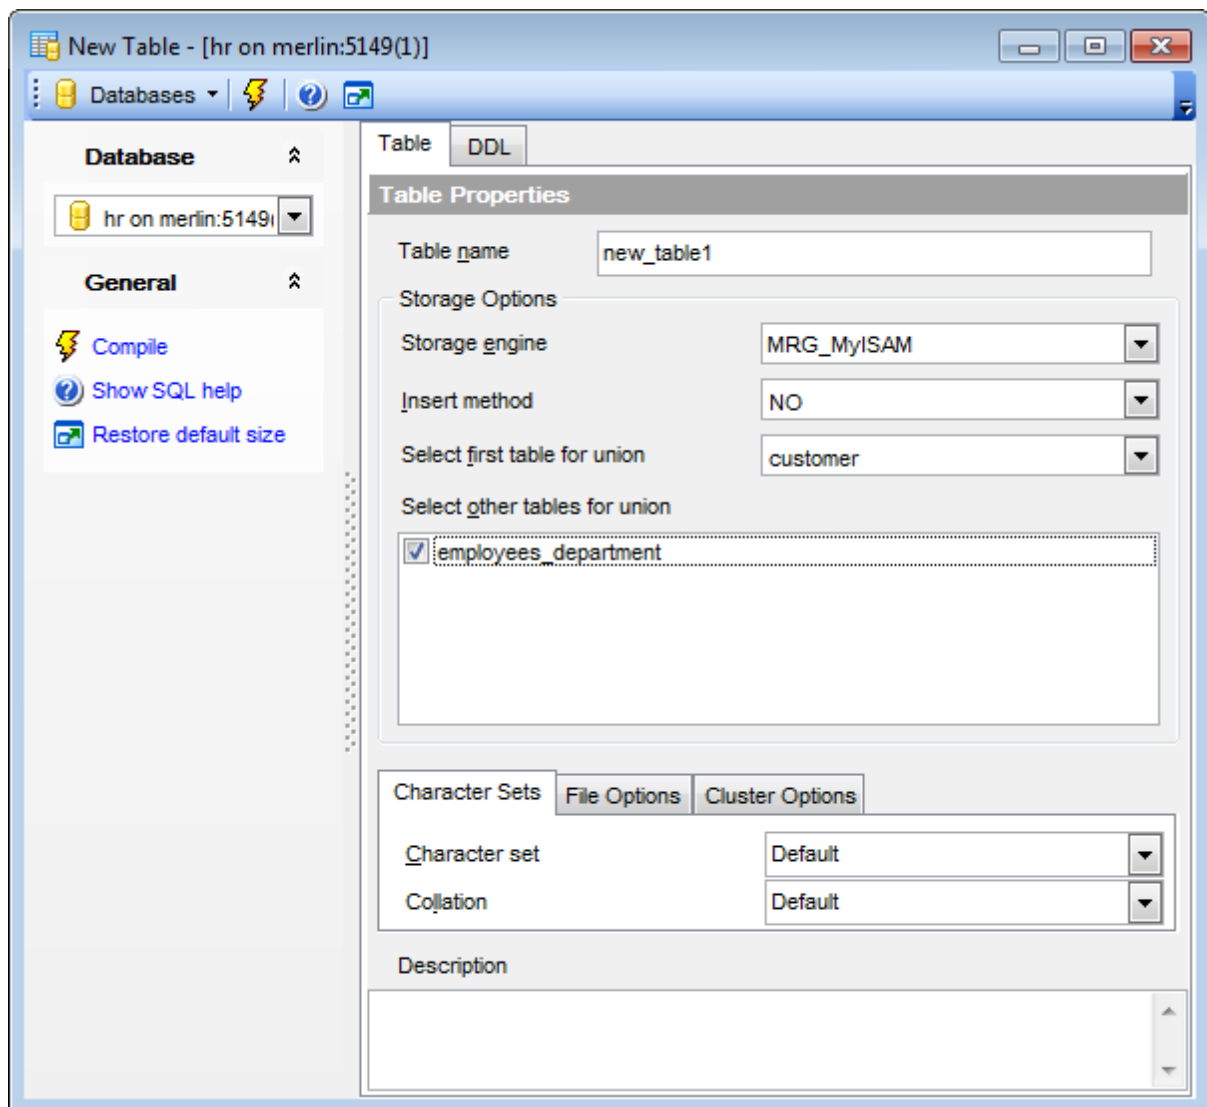 New Table - [hr on merlin:5149(1)]
Databases
Database
hr on merlin:5149(
General
Compile
Show SQL help
Restore default size
Table
DDL
Table Properties
Table name
new_table1
Storage Options
Storage engine
MRG_MyISAM
Insert method
NO
Select first table for union
customer
Select other tables for union
employees_department
Character Sets
File Options
Cluster Options
Character set
Default
Collation
Default
Description